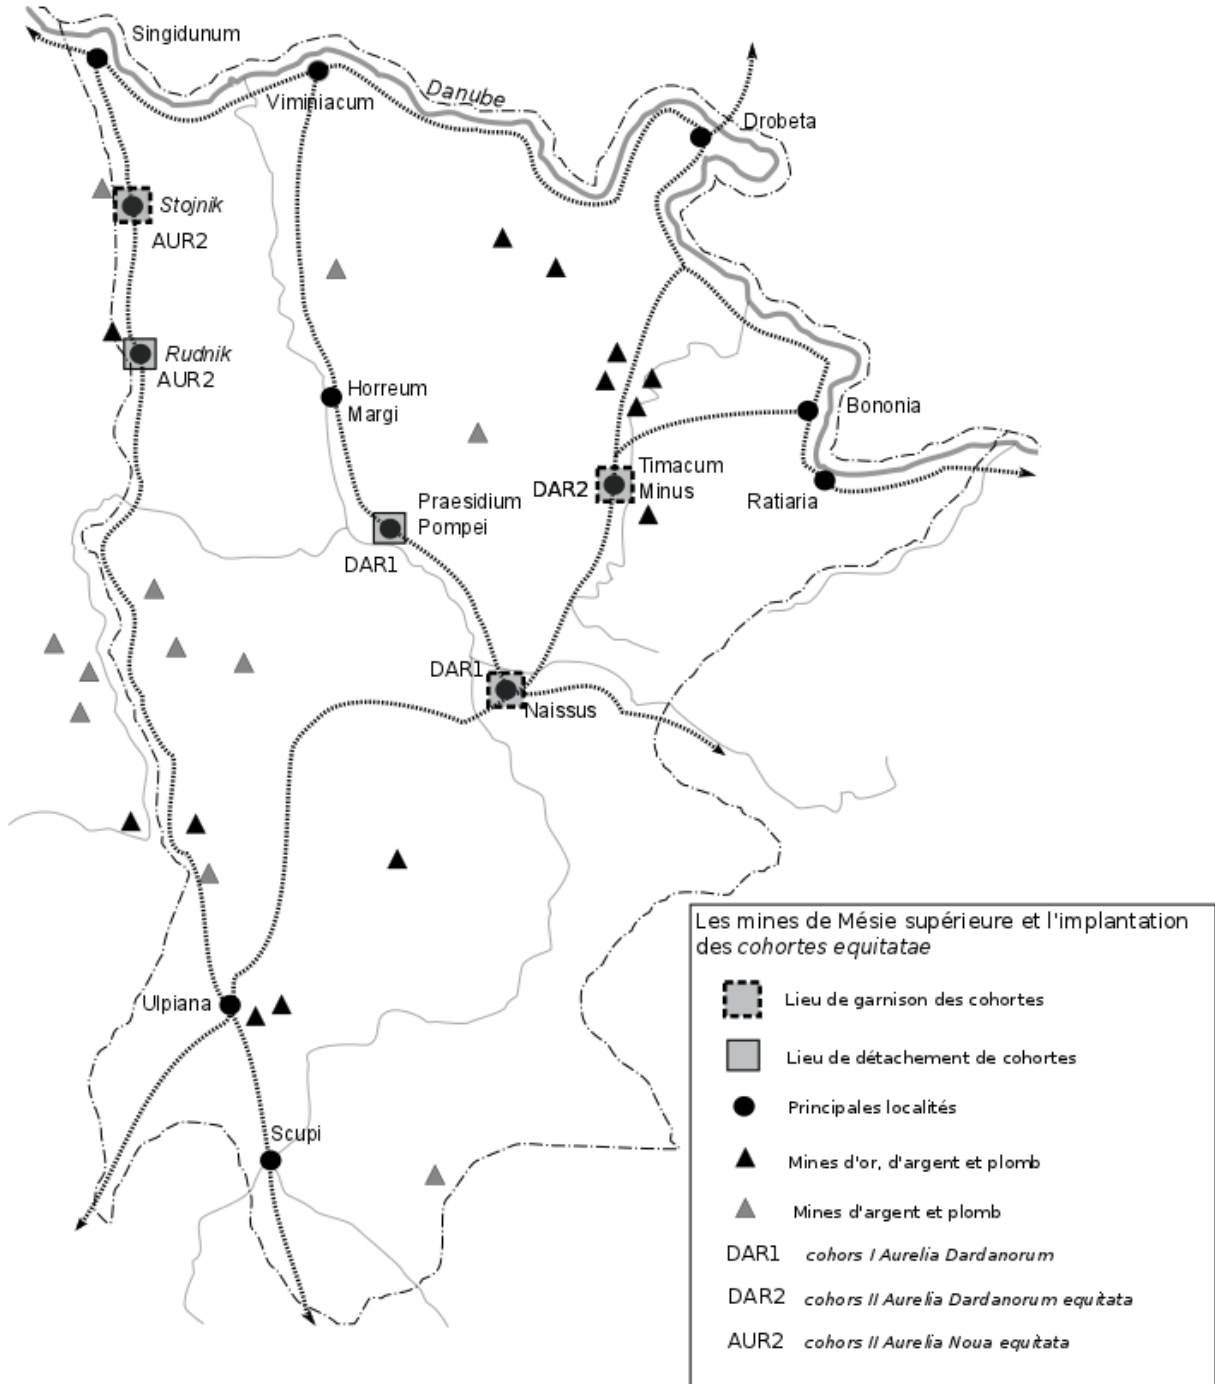 Singidunum
Viminiacum
Danube
Drobeta
Stojnik
AUR2
Rudnik
AUR2
Horreum
Margi
Bononia
Timacum
Minus
DAR2
Ratiaria
Praesidium
Pompei
DAR1
DAR1
Naissus
Ulpiana
Scupi
Les mines de Mésie supérieure et l'implantation
des cohortes equitatae
Lieu de garnison des cohortes
Lieu de détachement de cohortes
Principales localités
Mines d'or, d'argent et plomb
Mines d'argent et plomb
DAR1 cohors I Aurelia Dardanorum
DAR2 cohors II Aurelia Dardanorum equitata
AUR2 cohors II Aurelia Noua equitata